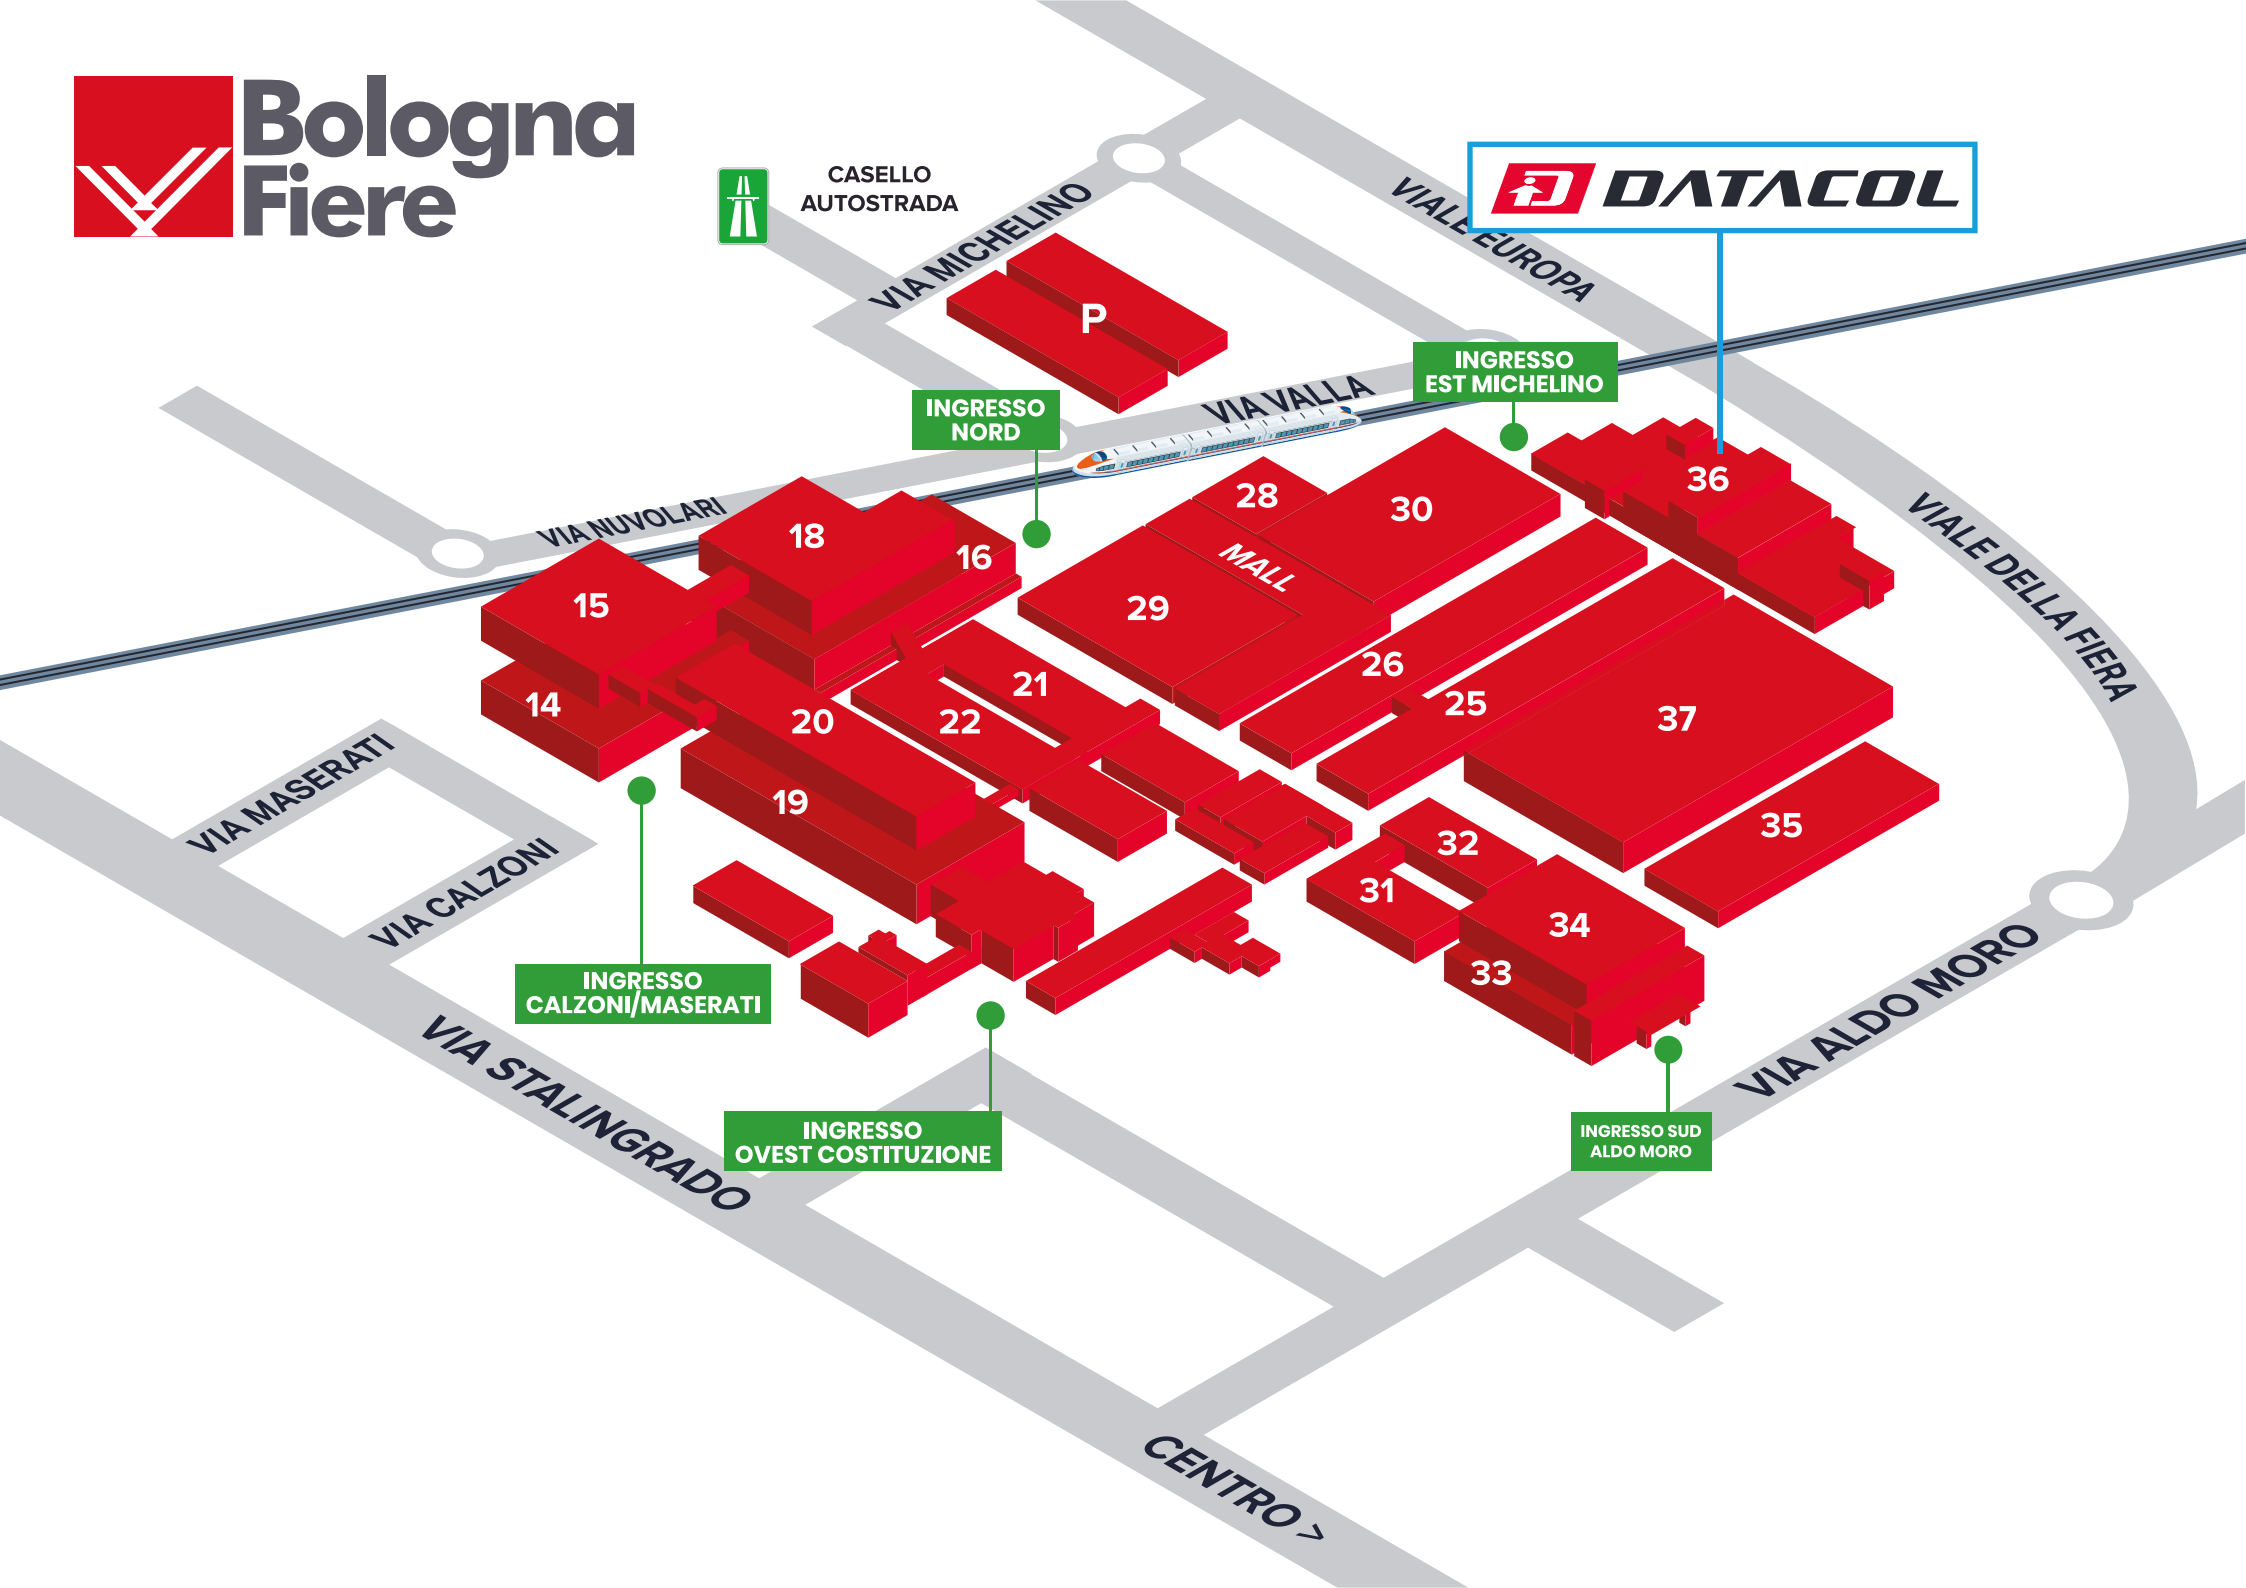 Bologna
Fiere
CASELLO
AUTOSTRADA
DATACOL
VIA MICHELINO
VIALE EUROPA
P
INGRESSO
EST MICHELINO
INGRESSO
NORD
VIA VALLA
VIA NUVOLARI
VIALE DELLA FIERA
36
28
30
18
16
MALL
15
29
26
21
14
20
22
25
37
19
32
35
31
34
33
VIA MASERATI
VIA CALZONI
INGRESSO
CALZONI/MASERATI
VIA STALINGRADO
INGRESSO
OVEST COSTITUZIONE
INGRESSO SUD
ALDO MORO
VIA ALDO MORO
CENTRO >